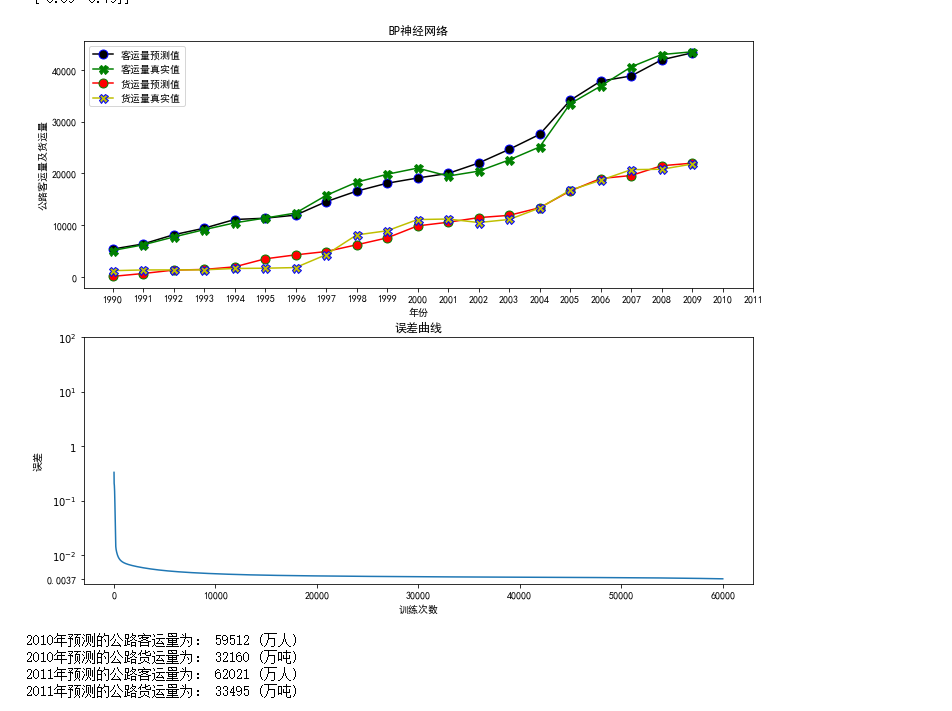 BP神经网络
客运量预测值
客运量真实值
货运量预测值
货运量真实值
公路客运量及货运量
40000
30000
20000
10000
0
1990 1991 1992 1993 1994 1995 1996 1997 1998 1999 2000 2001 2002 2003 2004 2005 2006 2007 2008 2009 2010 2011
年份
误差曲线
误差
10²
10¹
1
10⁻¹
10⁻²
0.0037
0 10000 20000 30000 40000 50000 60000
训练次数
2010年预测的公路客运量为： 59512 (万人)
2010年预测的公路货运量为： 32160 (万吨)
2011年预测的公路客运量为： 62021 (万人)
2011年预测的公路货运量为： 33495 (万吨)